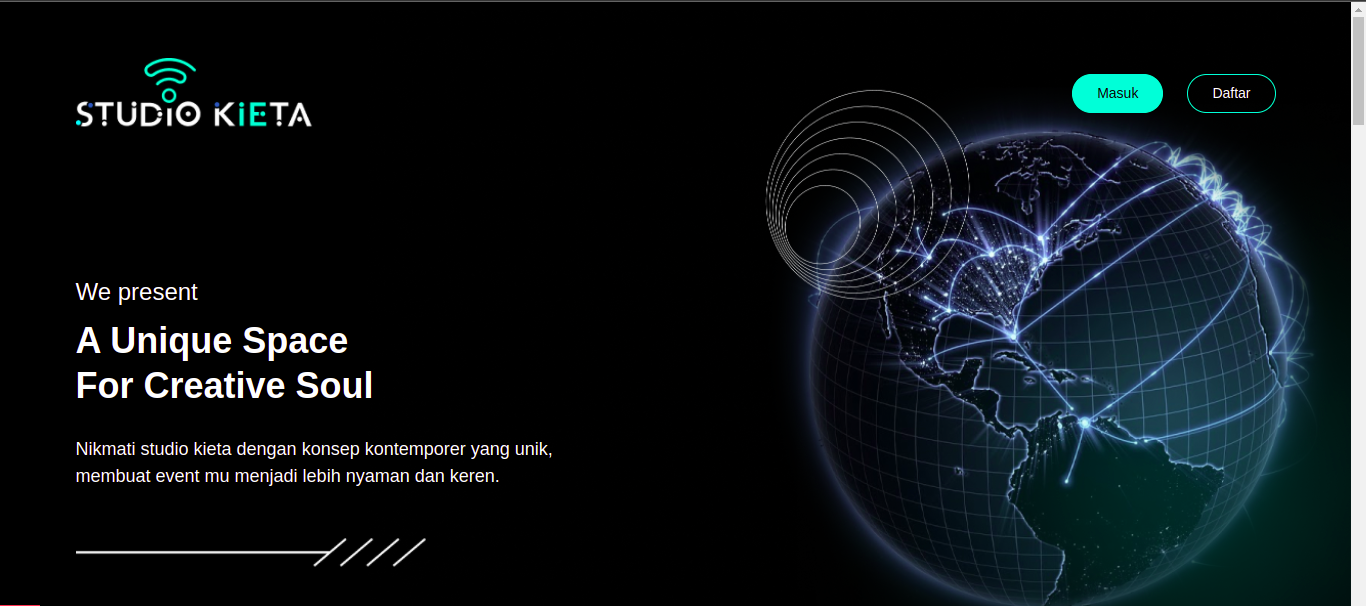 STUDiO KiETA
Masuk
Daftar
We present
A Unique Space
For Creative Soul
Nikmati studio kieta dengan konsep kontemporer yang unik,
membuat event mu menjadi lebih nyaman dan keren.